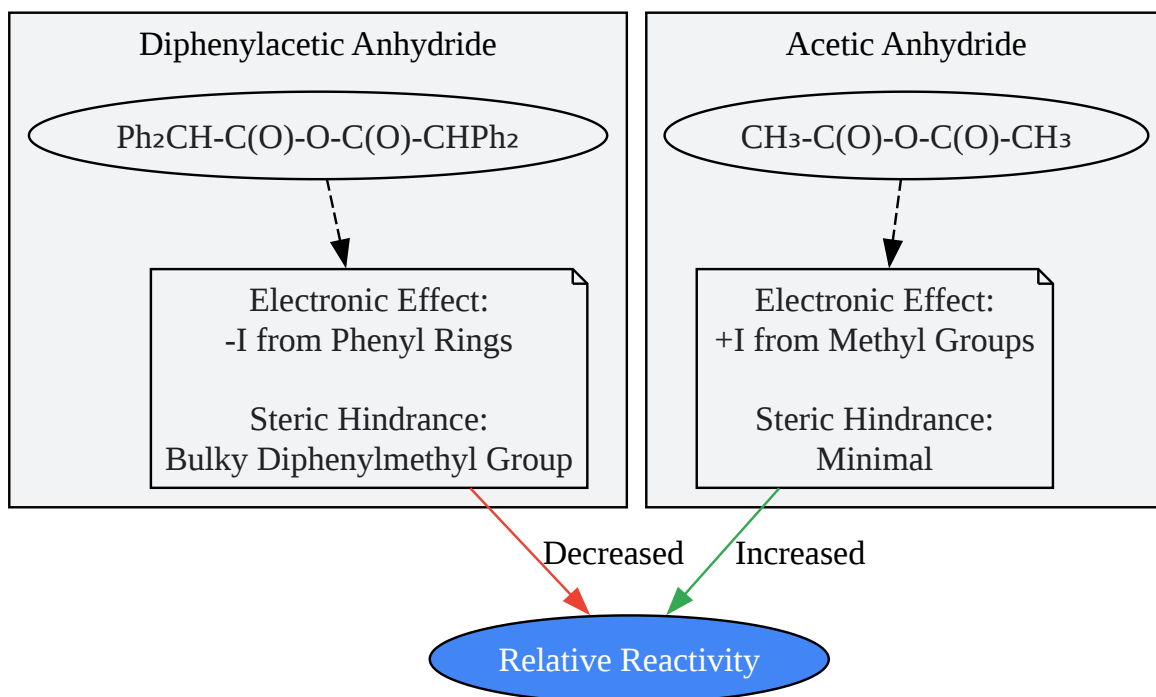 Diphenylacetic Anhydride
Ph₂CH-C(O)-O-C(O)-CHPh₂
Electronic Effect:
-I from Phenyl Rings
Steric Hindrance:
Bulky Diphenylmethyl Group
Acetic Anhydride
CH₃-C(O)-O-C(O)-CH₃
Electronic Effect:
+I from Methyl Groups
Steric Hindrance:
Minimal
Decreased
Increased
Relative Reactivity